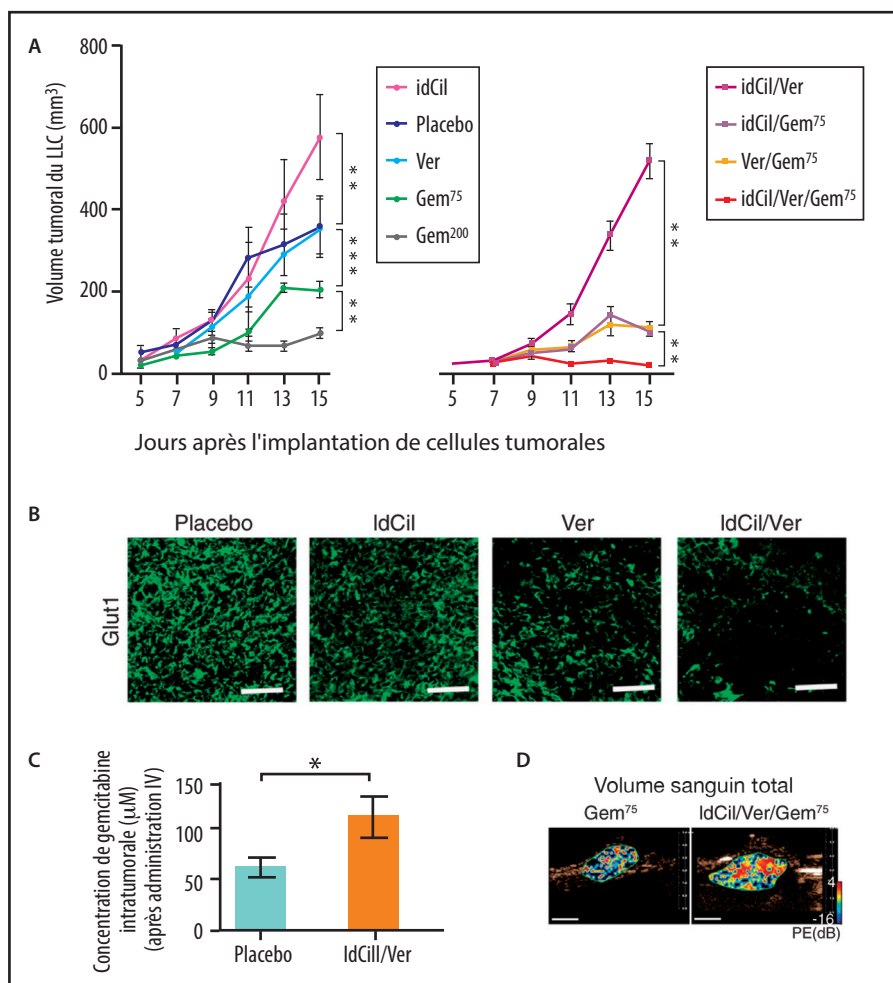 A
Volume tumoral du LLC (mm³)
800
600
400
200
0
5 7 9 11 13 15
idCil
Placebo
Ver
Gem⁷⁵
Gem²⁰⁰
**
***
**
5 7 9 11 13 15
idCil/Ver
idCil/Gem⁷⁵
Ver/Gem⁷⁵
idCil/Ver/Gem⁷⁵
**
**
Jours après l'implantation de cellules tumorales
B
Placebo IdCil Ver IdCil/Ver
Glut1
C
Concentration de gemcitabine
intratumorale (µM)
(après administration IV)
150
100
50
0
*
Placebo IdCill/Ver
D
Volume sanguin total
Gem⁷⁵ IdCil/Ver/Gem⁷⁵
4
-16
PE(dB)